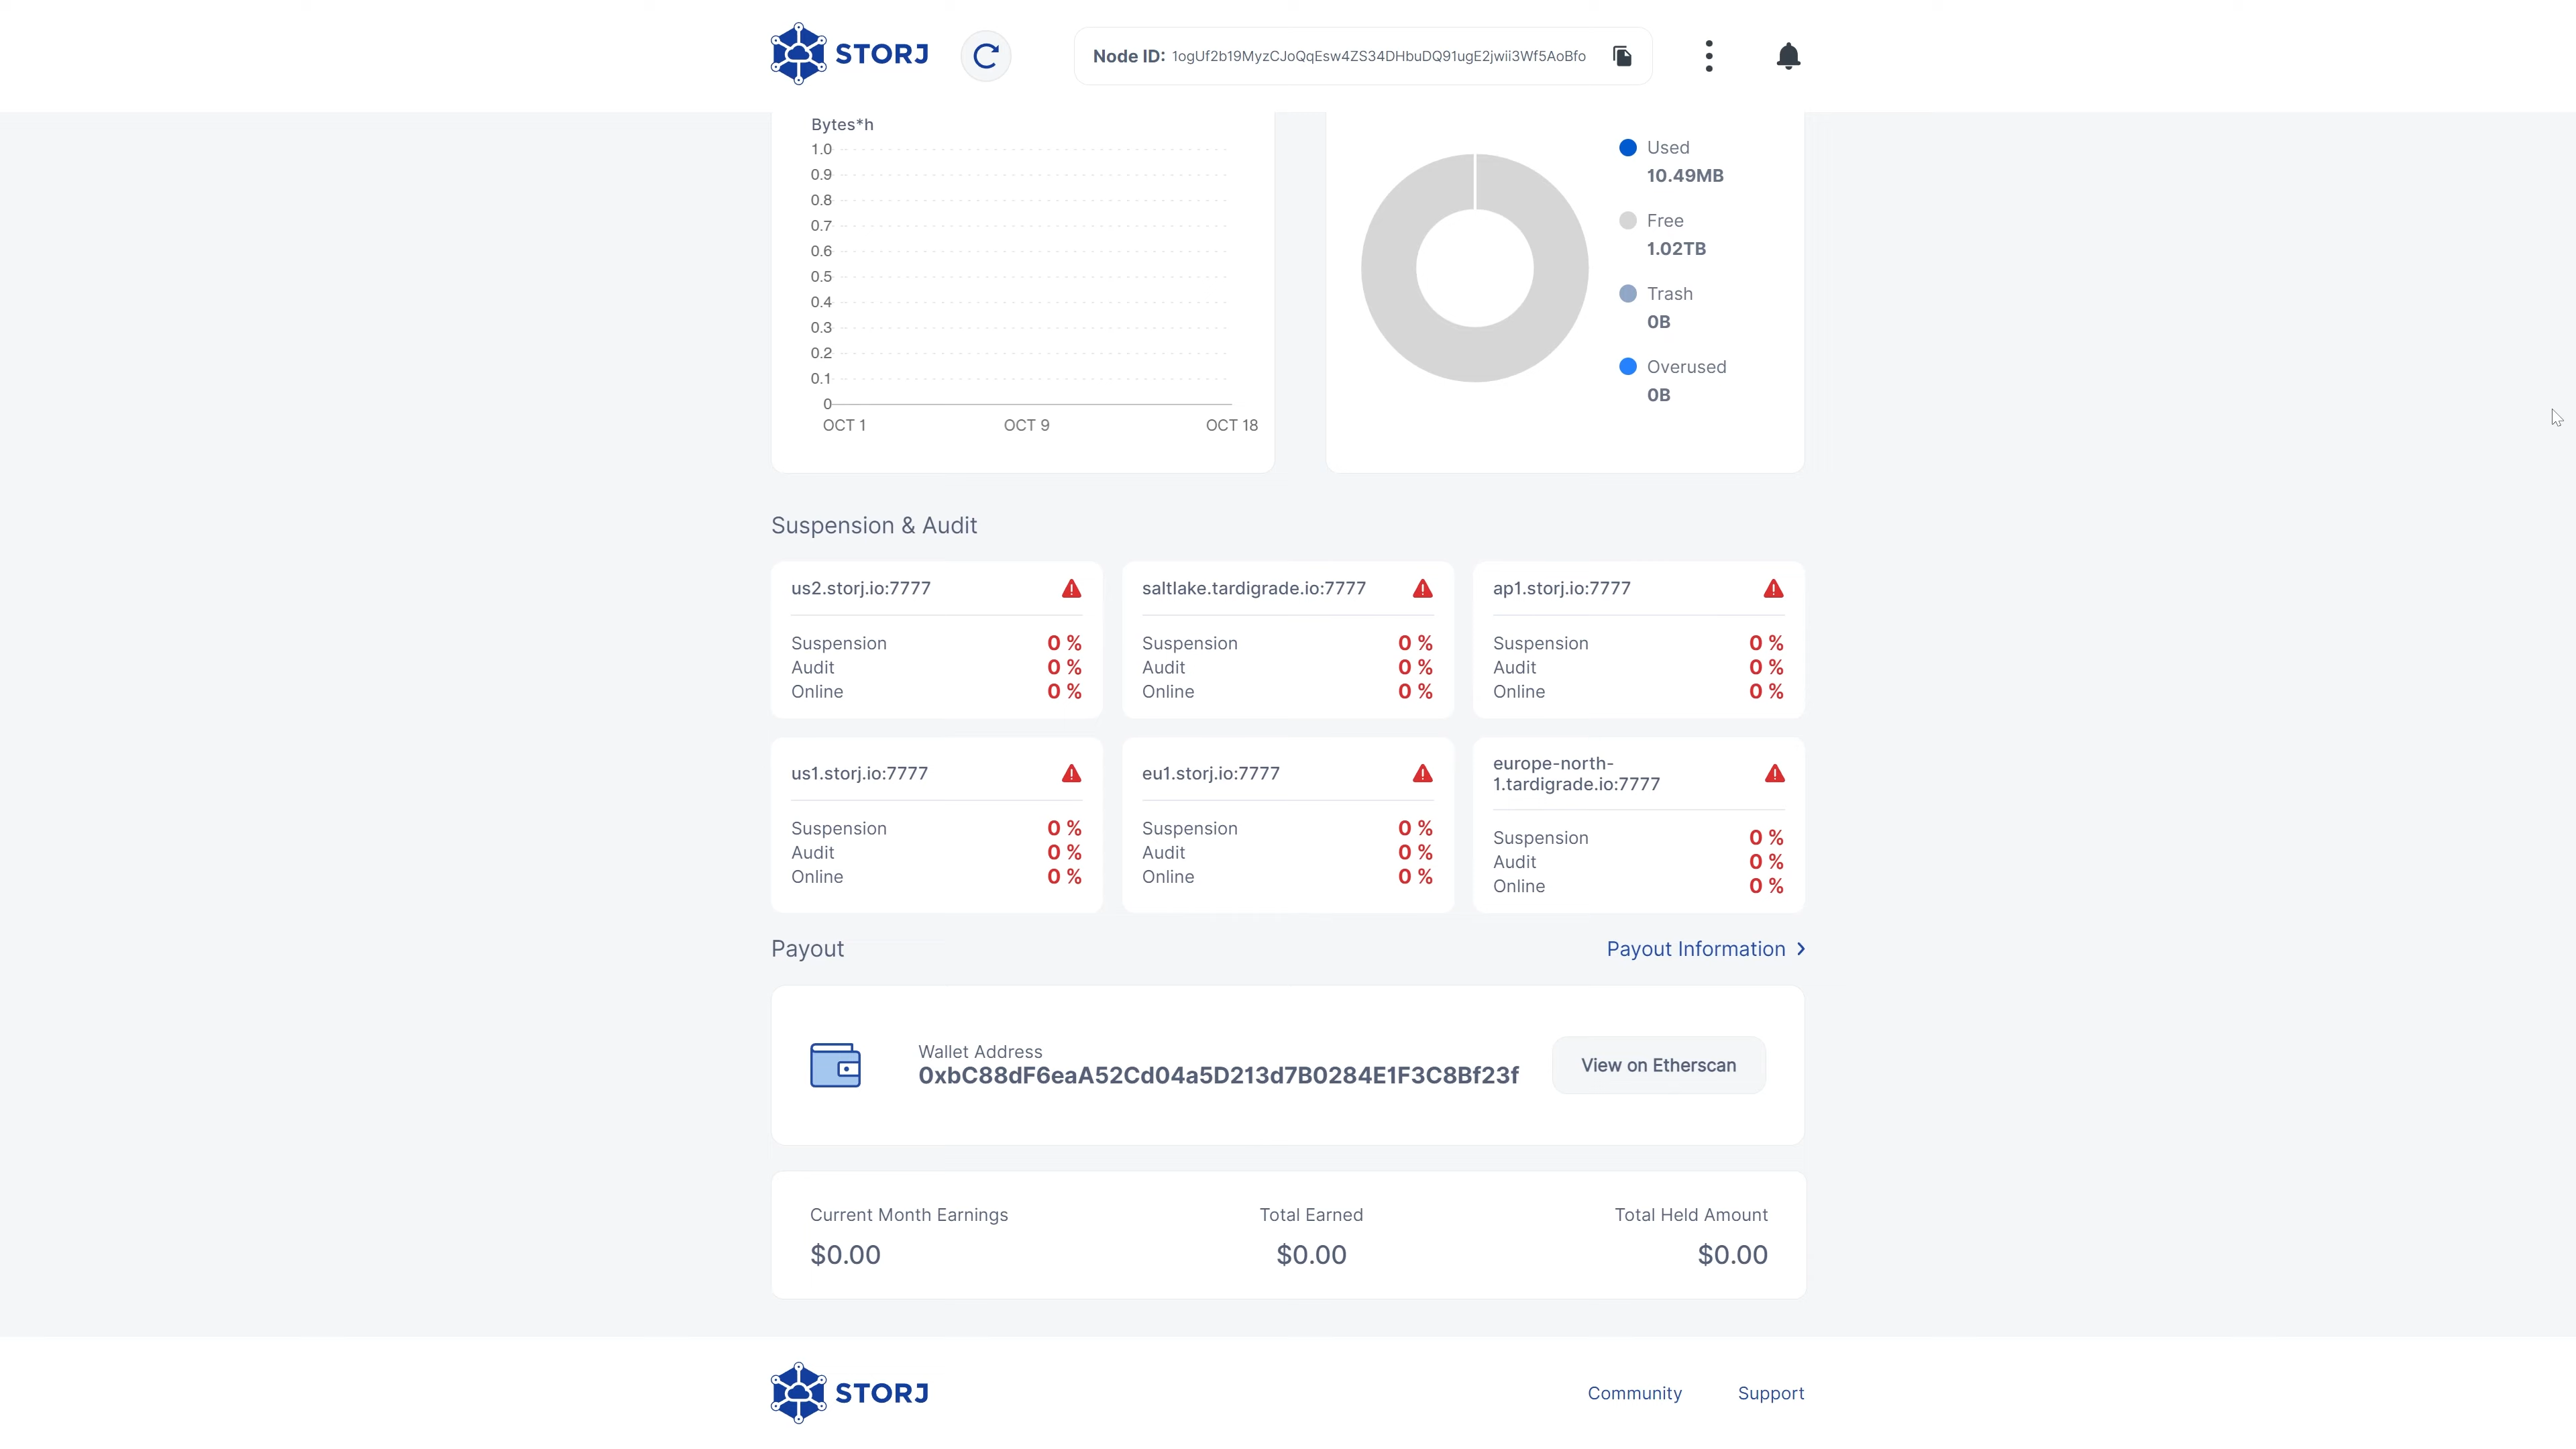 STORJ
Node ID: 1ogUf2b19MyzCJoQqEsw4ZS34DHbuDQ91ugE2jwii3Wf5AoBfo
Bytes*h
1.0
0.9
0.8
0.7
0.6
0.5
0.4
0.3
0.2
0.1
0
OCT 1 OCT 9 OCT 18
Used
10.49MB
Free
1.02TB
Trash
0B
Overused
0B
Suspension & Audit
us2.storj.io:7777
Suspension 0 %
Audit 0 %
Online 0 %
saltlake.tardigrade.io:7777
Suspension 0 %
Audit 0 %
Online 0 %
ap1.storj.io:7777
Suspension 0 %
Audit 0 %
Online 0 %
us1.storj.io:7777
Suspension 0 %
Audit 0 %
Online 0 %
eu1.storj.io:7777
Suspension 0 %
Audit 0 %
Online 0 %
europe-north-
1.tardigrade.io:7777
Suspension 0 %
Audit 0 %
Online 0 %
Payout
Payout Information
Wallet Address
0xbC88dF6eaA52Cd04a5D213d7B0284E1F3C8Bf23f
View on Etherscan
Current Month Earnings
$0.00
Total Earned
$0.00
Total Held Amount
$0.00
STORJ
Community
Support